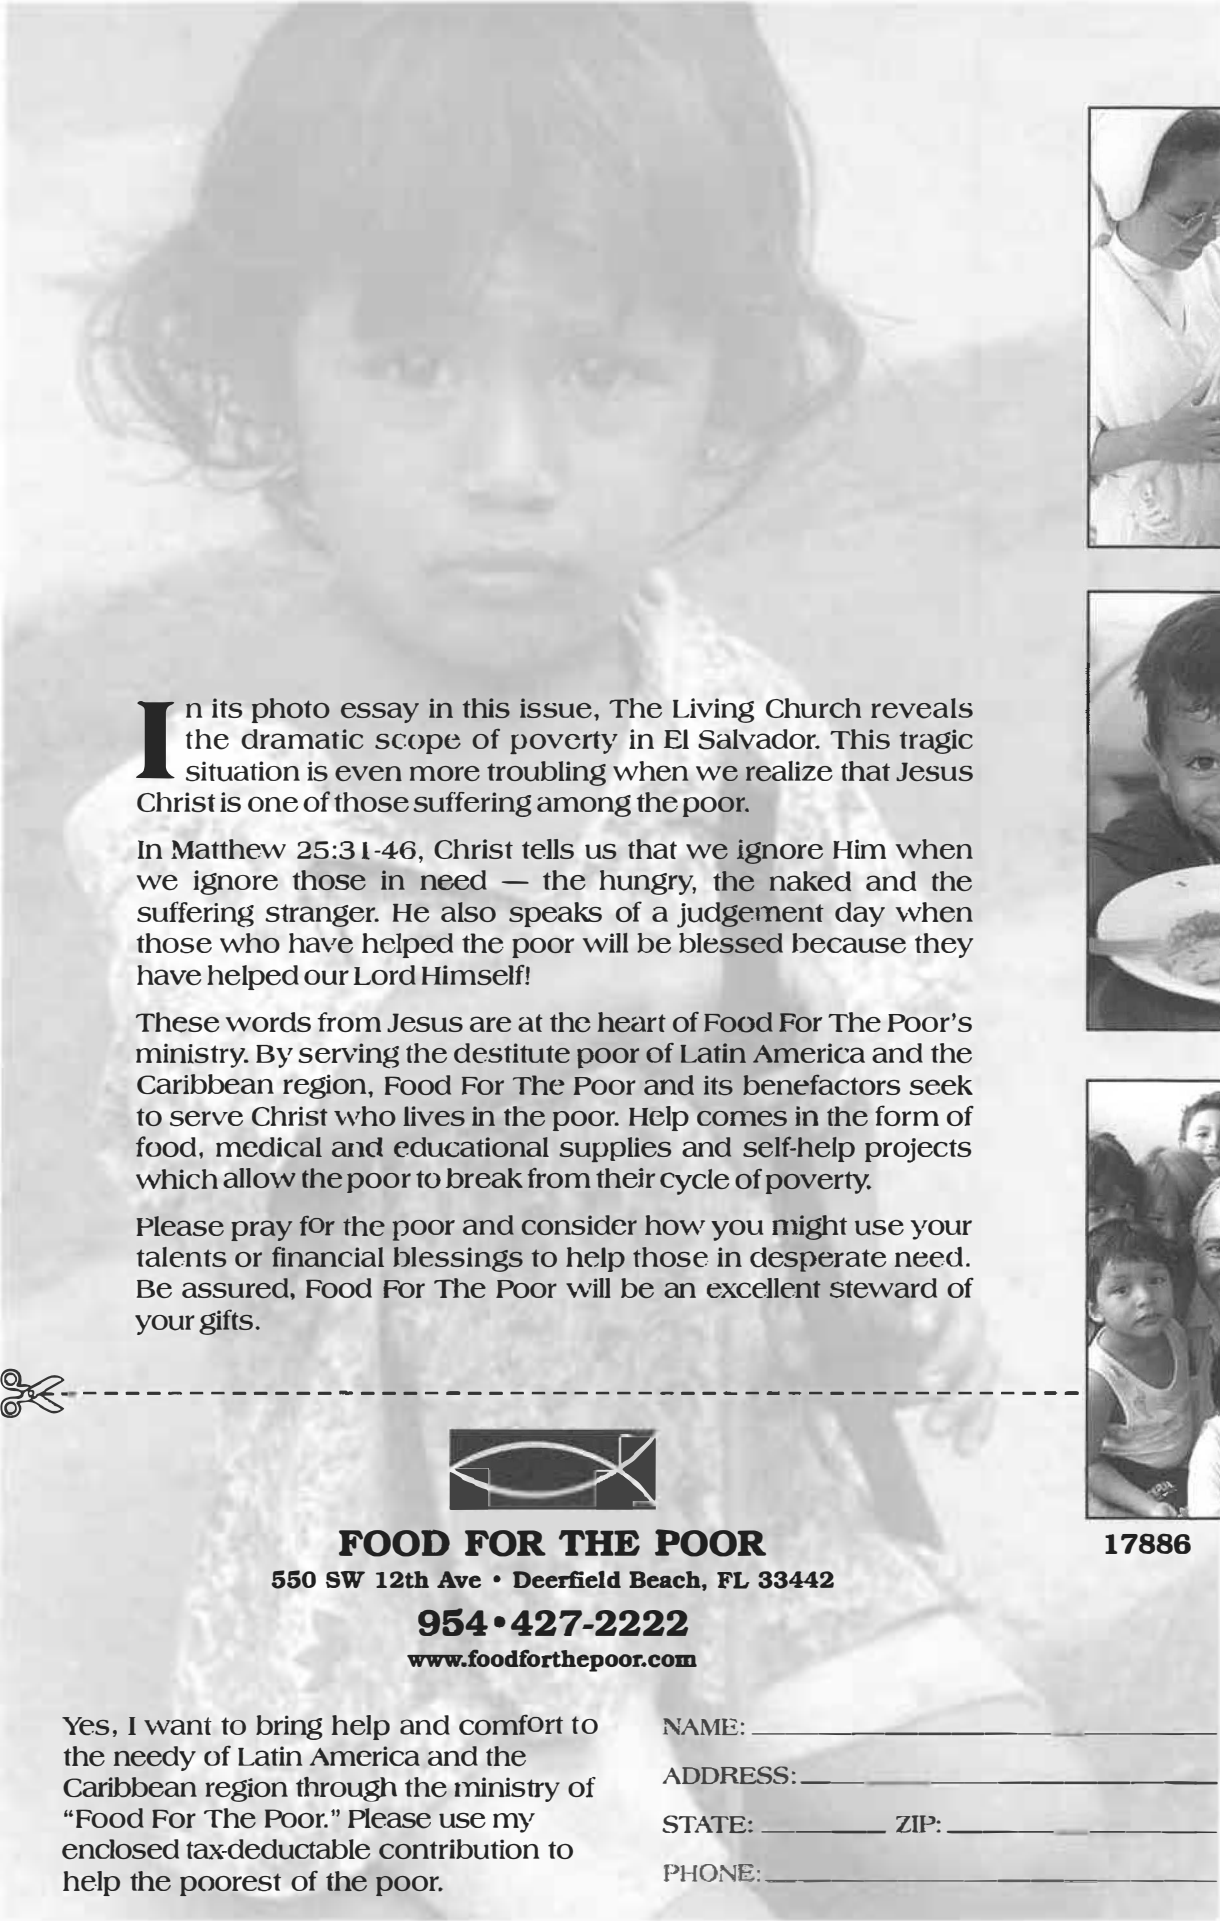 In its photo essay in this issue, The Living Church reveals
the dramatic scope of poverty in El Salvador. This tragic
situation is even more troubling when we realize that Jesus
Christ is one of those suffering among the poor.
In Matthew 25:31-46, Christ tells us that we ignore Him when
we ignore those in need — the hungry, the naked and the
suffering stranger. He also speaks of a judgement day when
those who have helped the poor will be blessed because they
have helped our Lord Himself!
These words from Jesus are at the heart of Food For The Poor's
ministry. By serving the destitute poor of Latin America and the
Caribbean region, Food For The Poor and its benefactors seek
to serve Christ who lives in the poor. Help comes in the form of
food, medical and educational supplies and self-help projects
which allow the poor to break from their cycle of poverty.
Please pray for the poor and consider how you might use your
talents or financial blessings to help those in desperate need.
Be assured, Food For The Poor will be an excellent steward of
your gifts.
FOOD FOR THE POOR
550 SW 12th Ave • Deerfield Beach, FL 33442
954•427-2222
www.foodforthepoor.com
17886
Yes, I want to bring help and comfort to
the needy of Latin America and the
Caribbean region through the ministry of
“Food For The Poor.” Please use my
enclosed tax-deductable contribution to
help the poorest of the poor.
NAME:
ADDRESS:
STATE: ZIP:
PHONE: